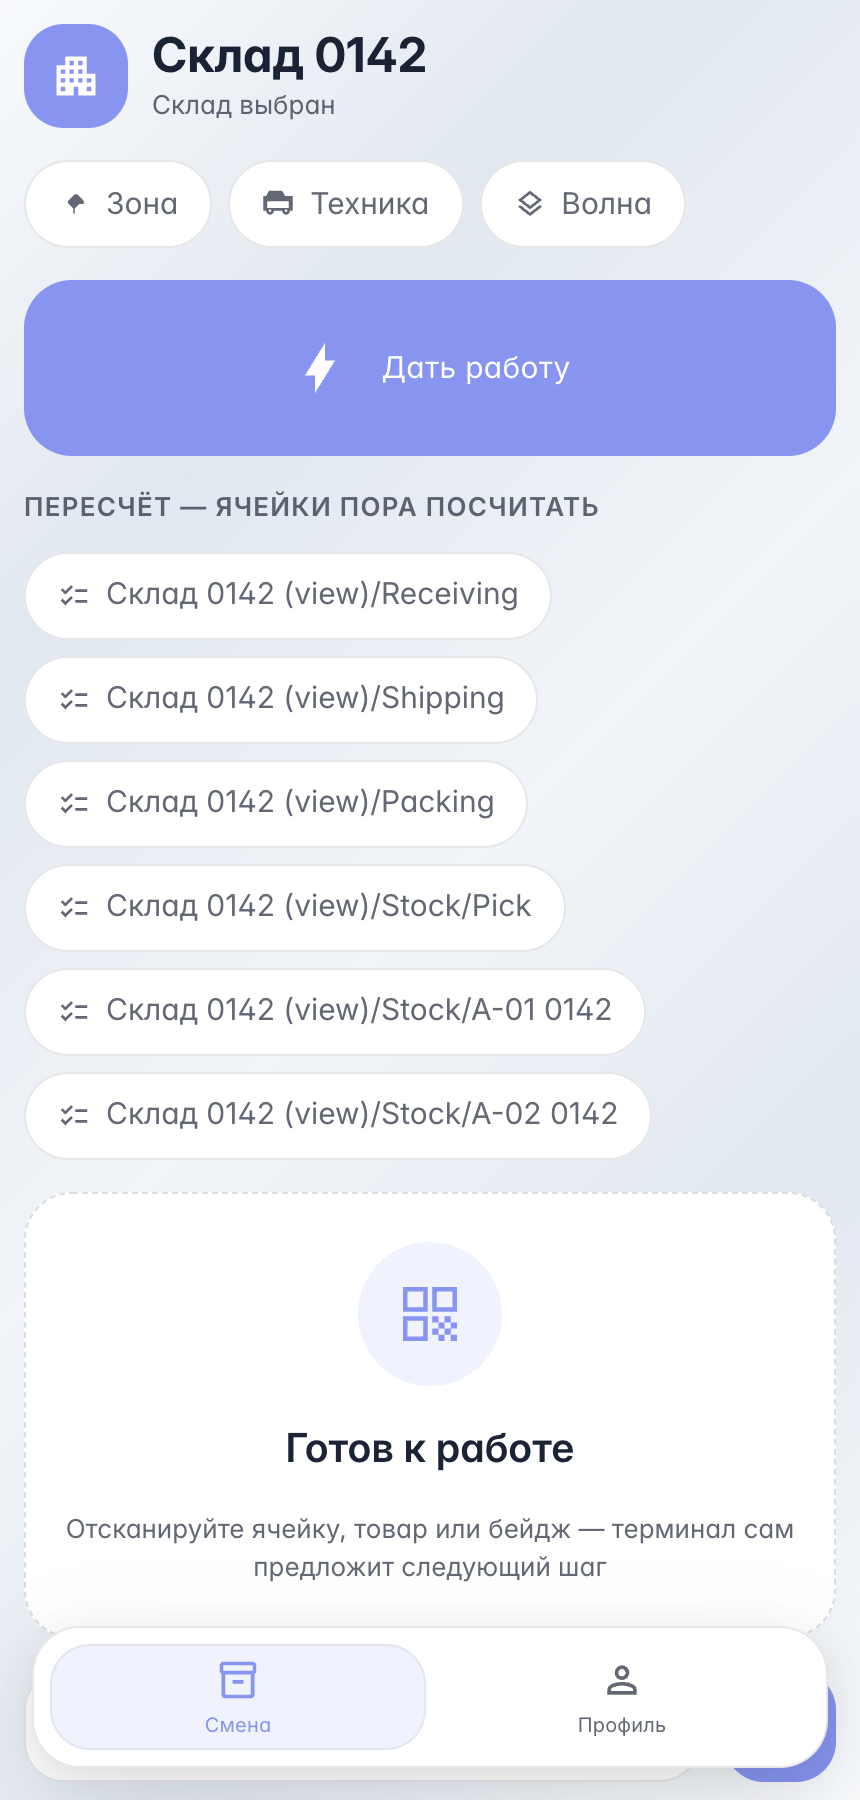 Склад 0142
Склад выбран
Зона
Техника
Волна
Дать работу
ПЕРЕСЧЁТ — ЯЧЕЙКИ ПОРА ПОСЧИТАТЬ
Склад 0142 (view)/Receiving
Склад 0142 (view)/Shipping
Склад 0142 (view)/Packing
Склад 0142 (view)/Stock/Pick
Склад 0142 (view)/Stock/A-01 0142
Склад 0142 (view)/Stock/A-02 0142
Готов к работе
Отсканируйте ячейку, товар или бейдж — терминал сам
предложит следующий шаг
Смена
Профиль